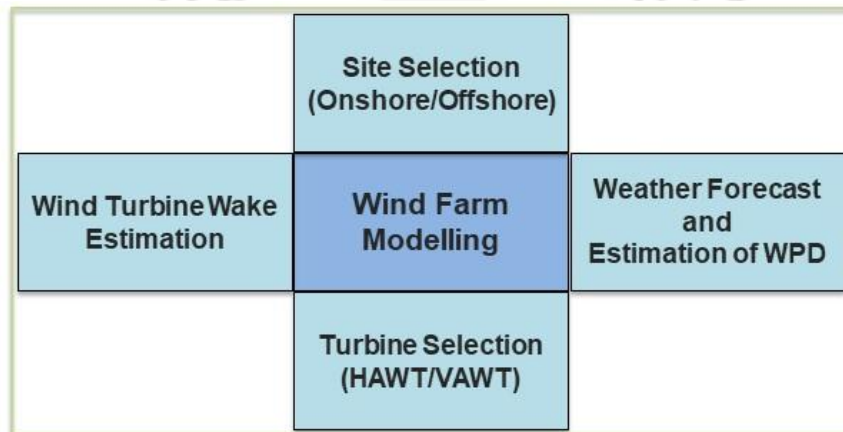 Site Selection
(Onshore/Offshore)
Wind Turbine Wake
Estimation
Wind Farm
Modelling
Weather Forecast
and
Estimation of WPD
Turbine Selection
(HAWT/VAWT)